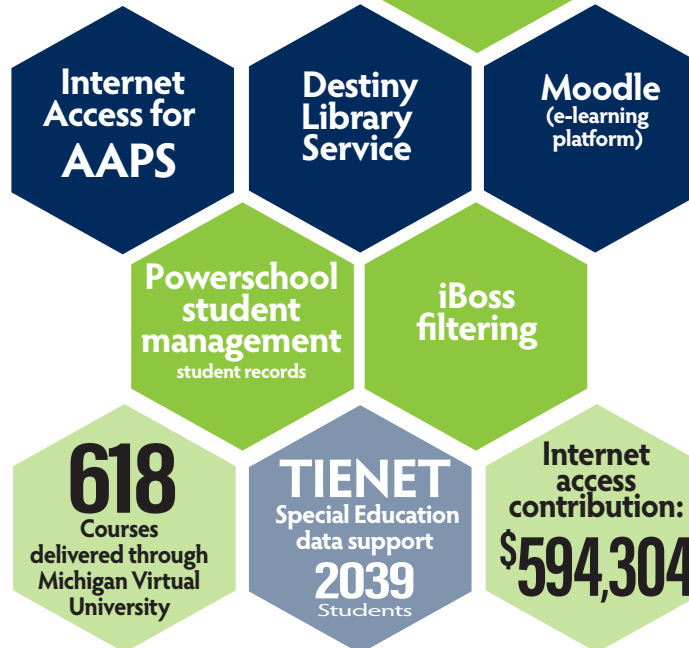 Internet
Access for
AAPS
Destiny
Library
Service
Moodle
(e-learning
platform)
Powerschool
student
management
student records
iBoss
filtering
618
Courses
delivered through
Michigan Virtual
University
TIENET
Special Education
data support
2039
Students
Internet
access
contribution:
$594,304